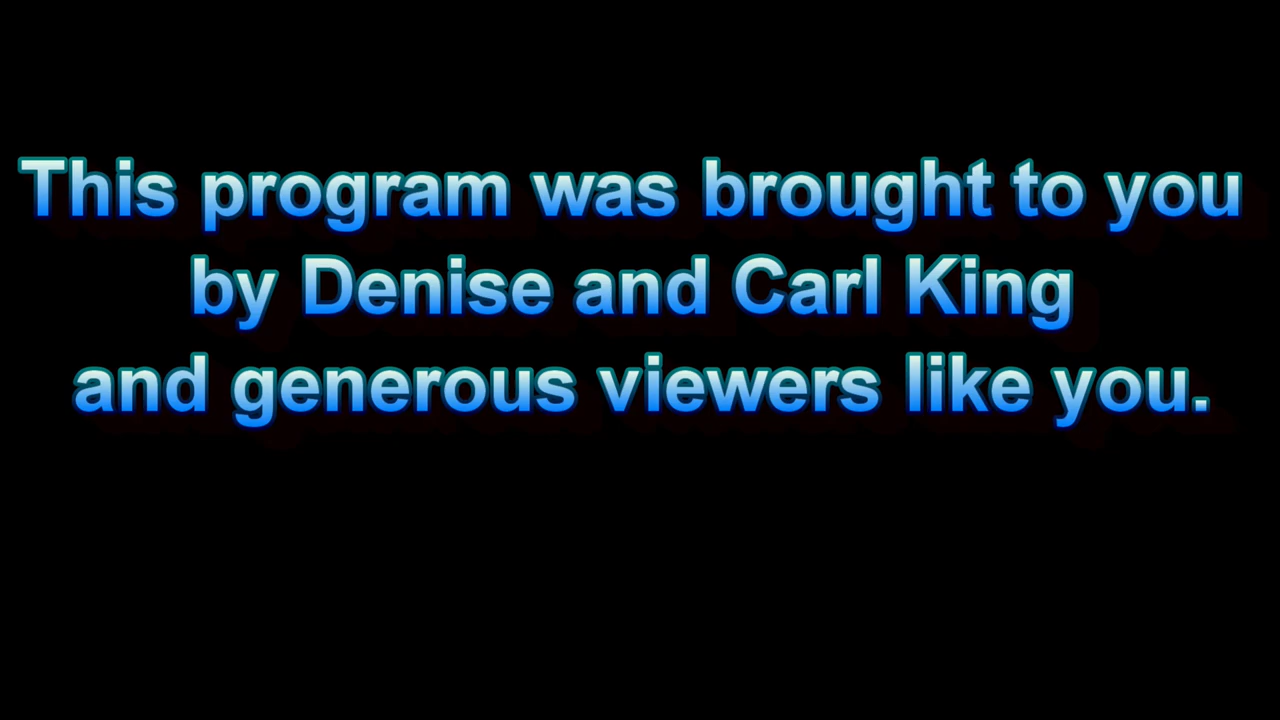 This program was brought to you
by Denise and Carl King
and generous viewers like you.